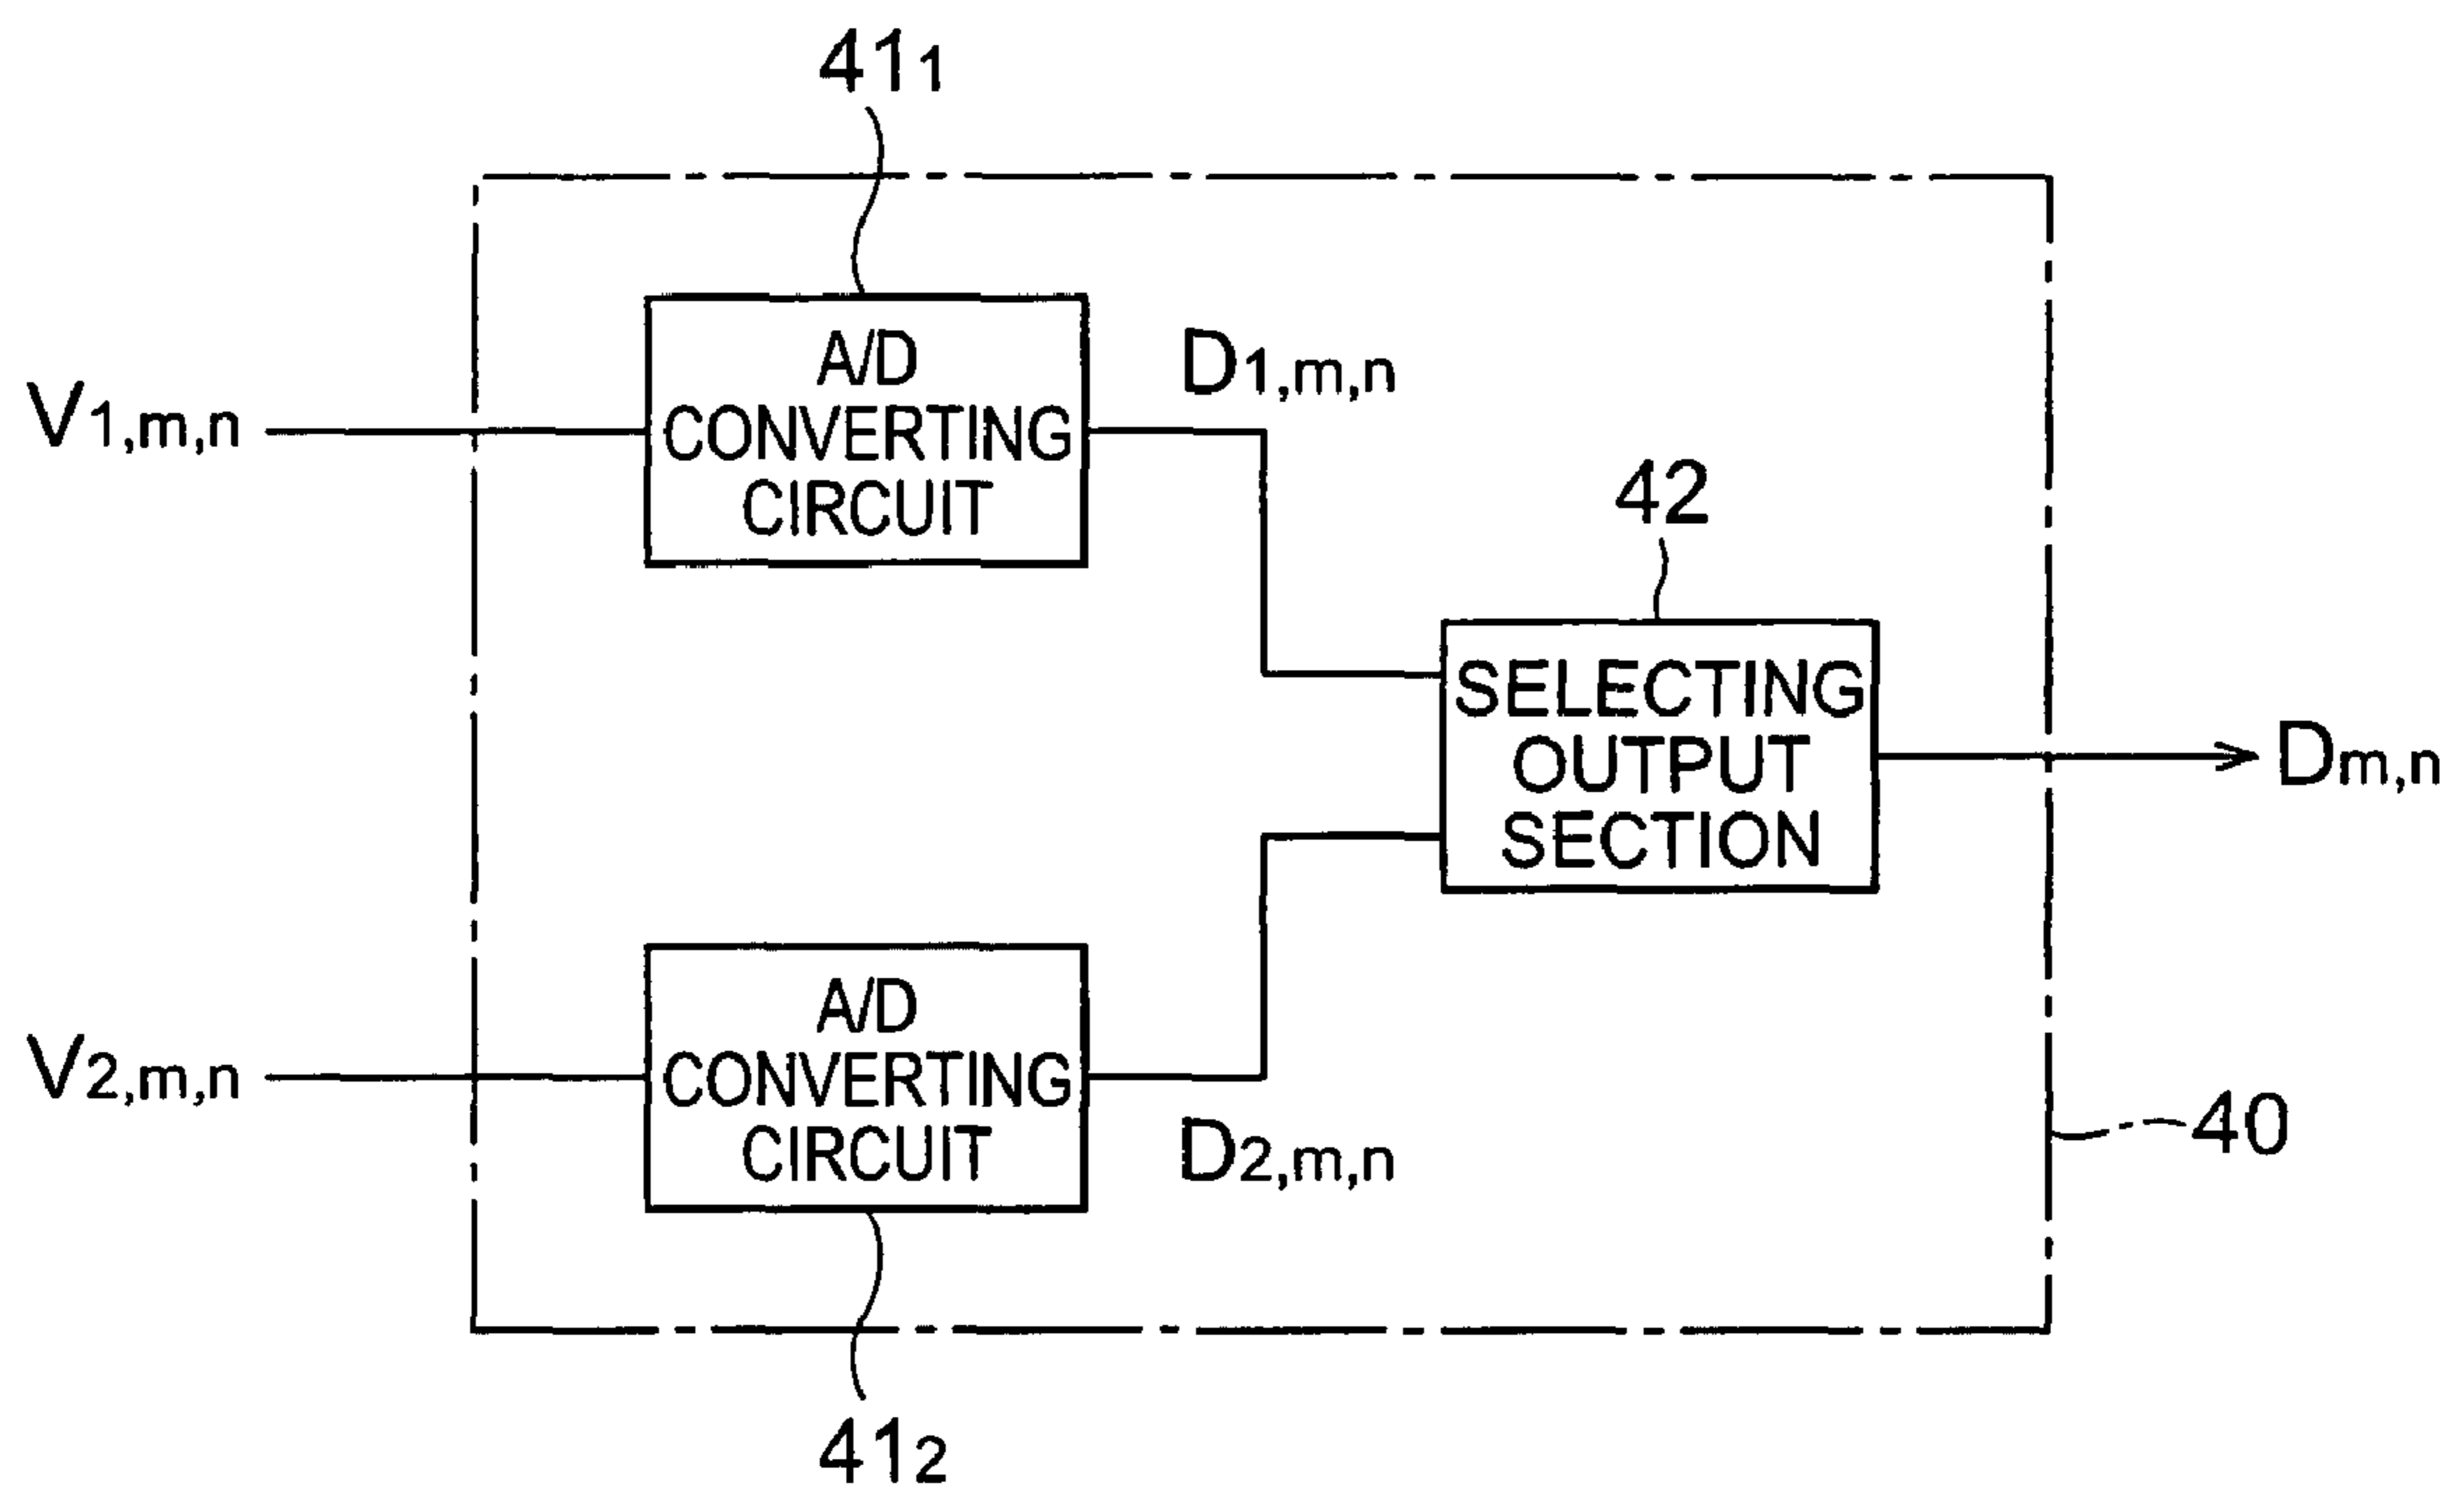 41₁
A/D
CONVERTING
CIRCUIT
V1,m,n
D1,m,n
42
SELECTING
OUTPUT
SECTION
Dm,n
A/D
CONVERTING
CIRCUIT
V2,m,n
D2,m,n
40
41₂